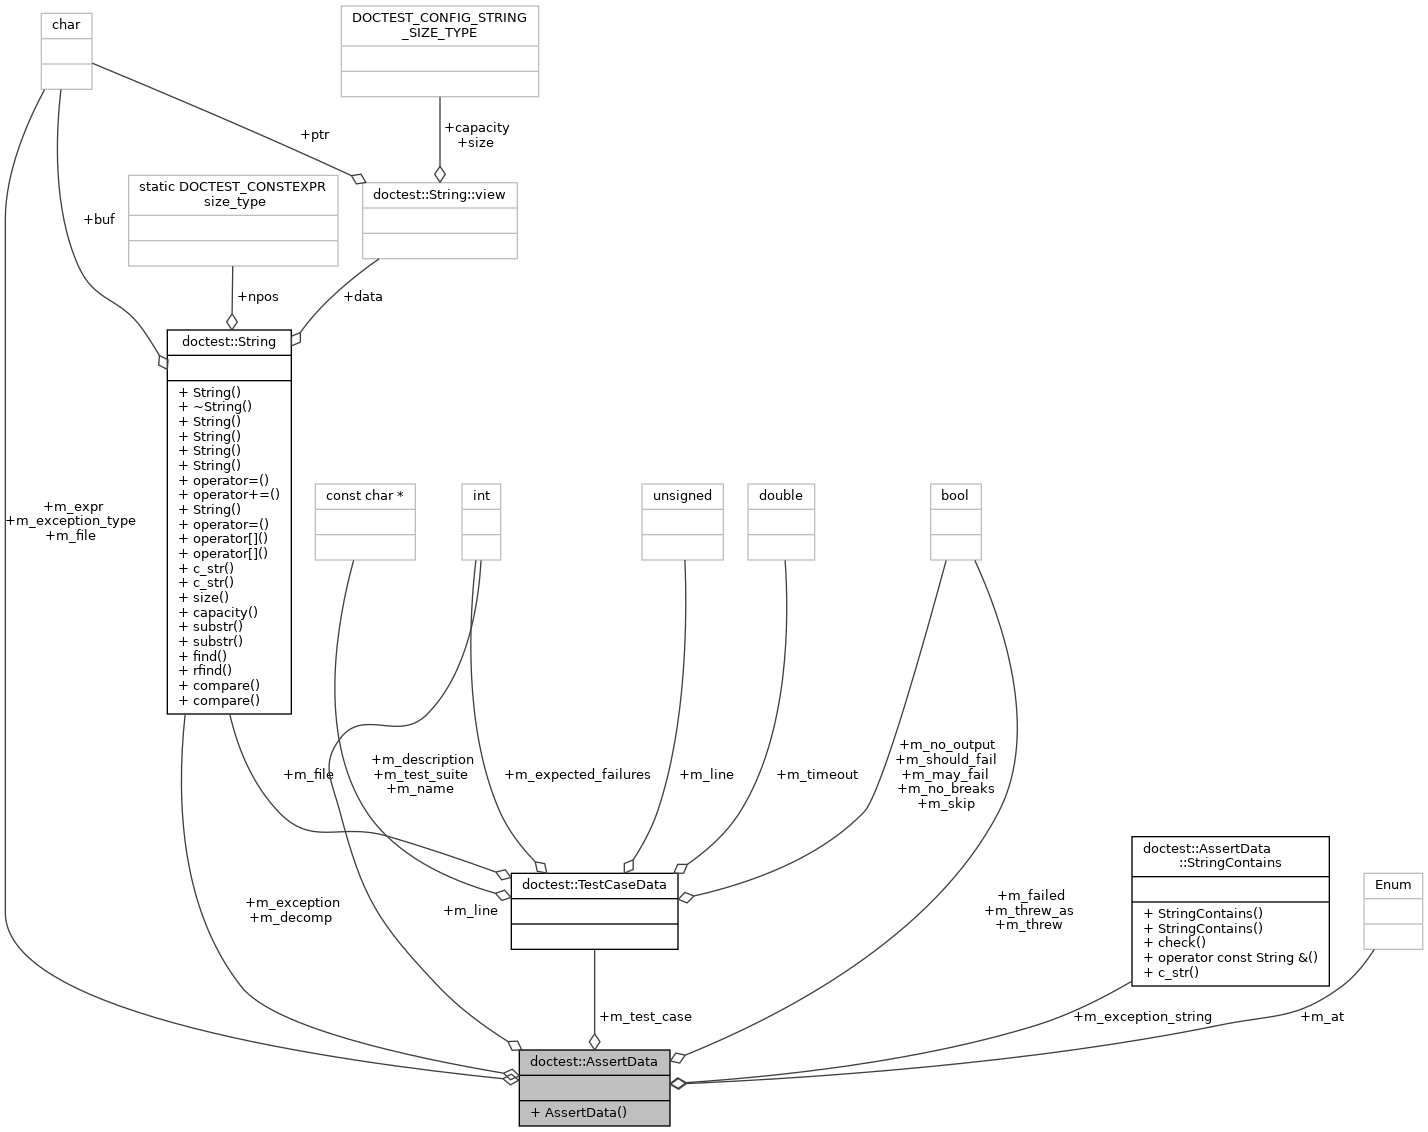 char
DOCTEST_CONFIG_STRING
_SIZE_TYPE
+capacity
+size
+ptr
static DOCTEST_CONSTEXPR
size_type
doctest::String::view
+buf
+npos
+data
doctest::String
+ String()
+ ~String()
+ String()
+ String()
+ String()
+ String()
+ operator=()
+ operator+=()
+ String()
+ operator=()
+ operator[]()
+ operator[]()
+ c_str()
+ c_str()
+ size()
+ capacity()
+ substr()
+ substr()
+ find()
+ rfind()
+ compare()
+ compare()
+m_expr
+m_exception_type
+m_file
const char *
int
unsigned
double
bool
+m_file
+m_description
+m_test_suite
+m_name
+m_expected_failures
+m_line
+m_timeout
+m_no_output
+m_should_fail
+m_may_fail
+m_no_breaks
+m_skip
doctest::TestCaseData
doctest::AssertData
::StringContains
+ StringContains()
+ StringContains()
+ check()
+ operator const String &()
+ c_str()
Enum
+m_exception
+m_decomp
+m_line
+m_failed
+m_threw_as
+m_threw
+m_test_case
+m_exception_string
+m_at
doctest::AssertData
+ AssertData()